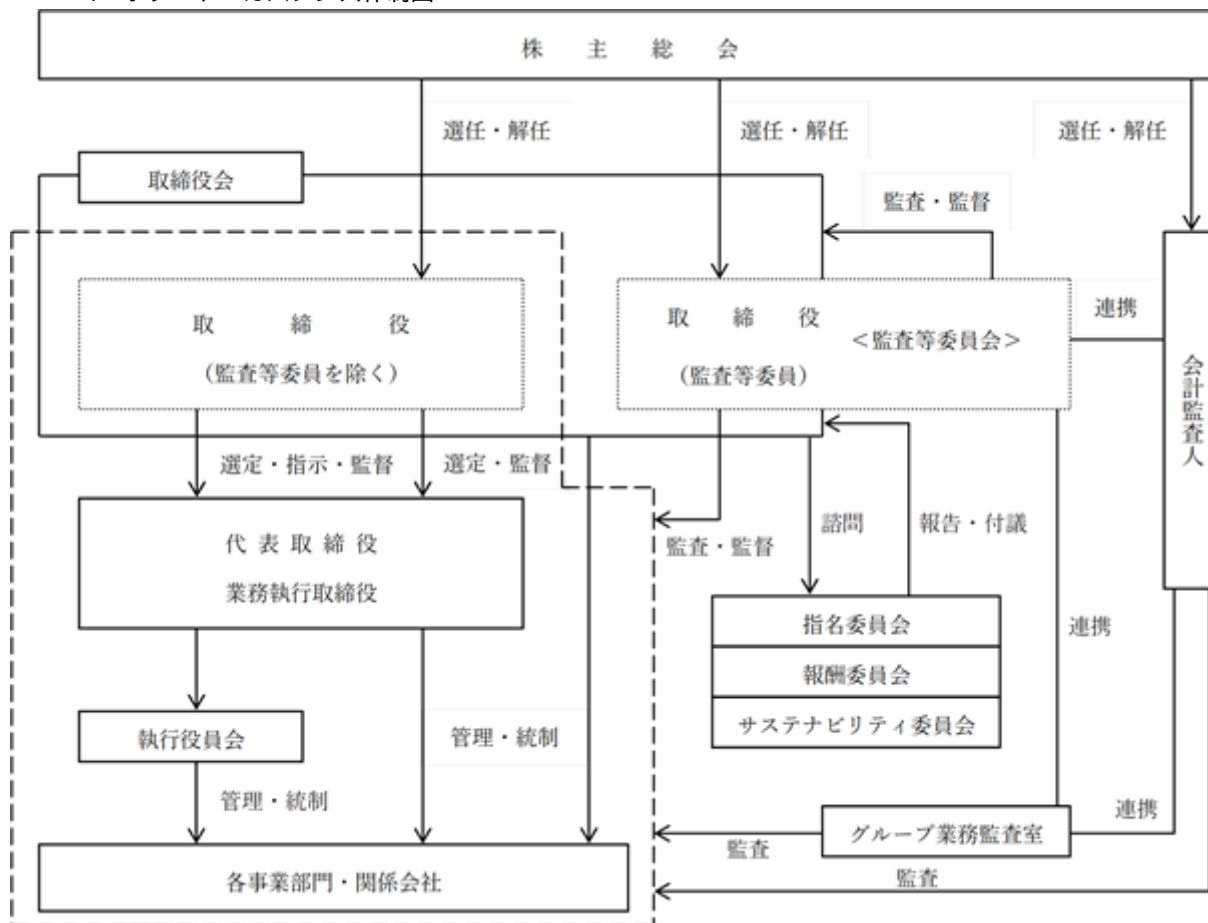 株主総会
選任・解任
選任・解任
選任・解任
取締役会
監査・監督
取締役
(監査等委員を除く)
取締役
(監査等委員)
<監査等委員会>
連携
会計監査人
選定・指示・監督
選定・監督
監査・監督
諮問
報告・付議
代表取締役
業務執行取締役
指名委員会
報酬委員会
サステナビリティ委員会
連携
執行役員会
管理・統制
管理・統制
グループ業務監査室
連携
監査
監査
各事業部門・関係会社